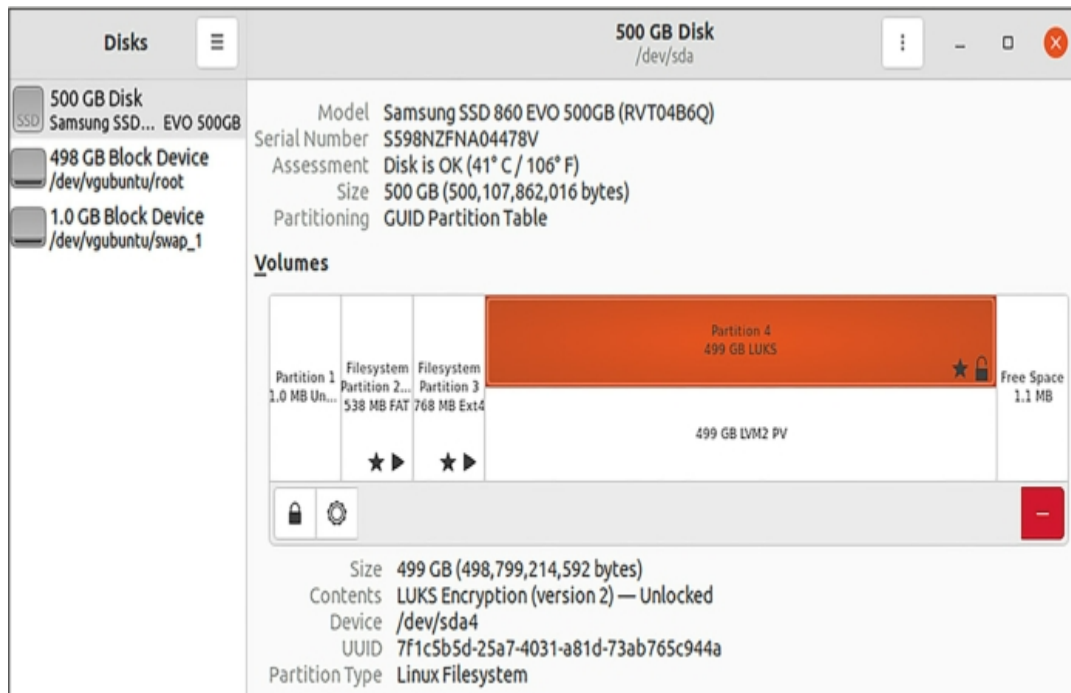 Disks
500 GB Disk
/dev/sda
500 GB Disk
SSD
Samsung SSD... EVO 500GB
498 GB Block Device
/dev/vgubuntu/root
1.0 GB Block Device
/dev/vgubuntu/swap_1
Model Samsung SSD 860 EVO 500GB (RVT04B6Q)
Serial Number S598NZFNA04478V
Assessment Disk is OK (41° C / 106° F)
Size 500 GB (500,107,862,016 bytes)
Partitioning GUID Partition Table
Volumes
Partition 1
1.0 MB Un...
Filesystem
Partition 2...
538 MB FAT
Filesystem
Partition 3
768 MB Ext4
Partition 4
499 GB LUKS
499 GB LVM2 PV
Free Space
1.1 MB
Size 499 GB (498,799,214,592 bytes)
Contents LUKS Encryption (version 2) — Unlocked
Device /dev/sda4
UUID 7f1c5b5d-25a7-4031-a81d-73ab765c944a
Partition Type Linux Filesystem